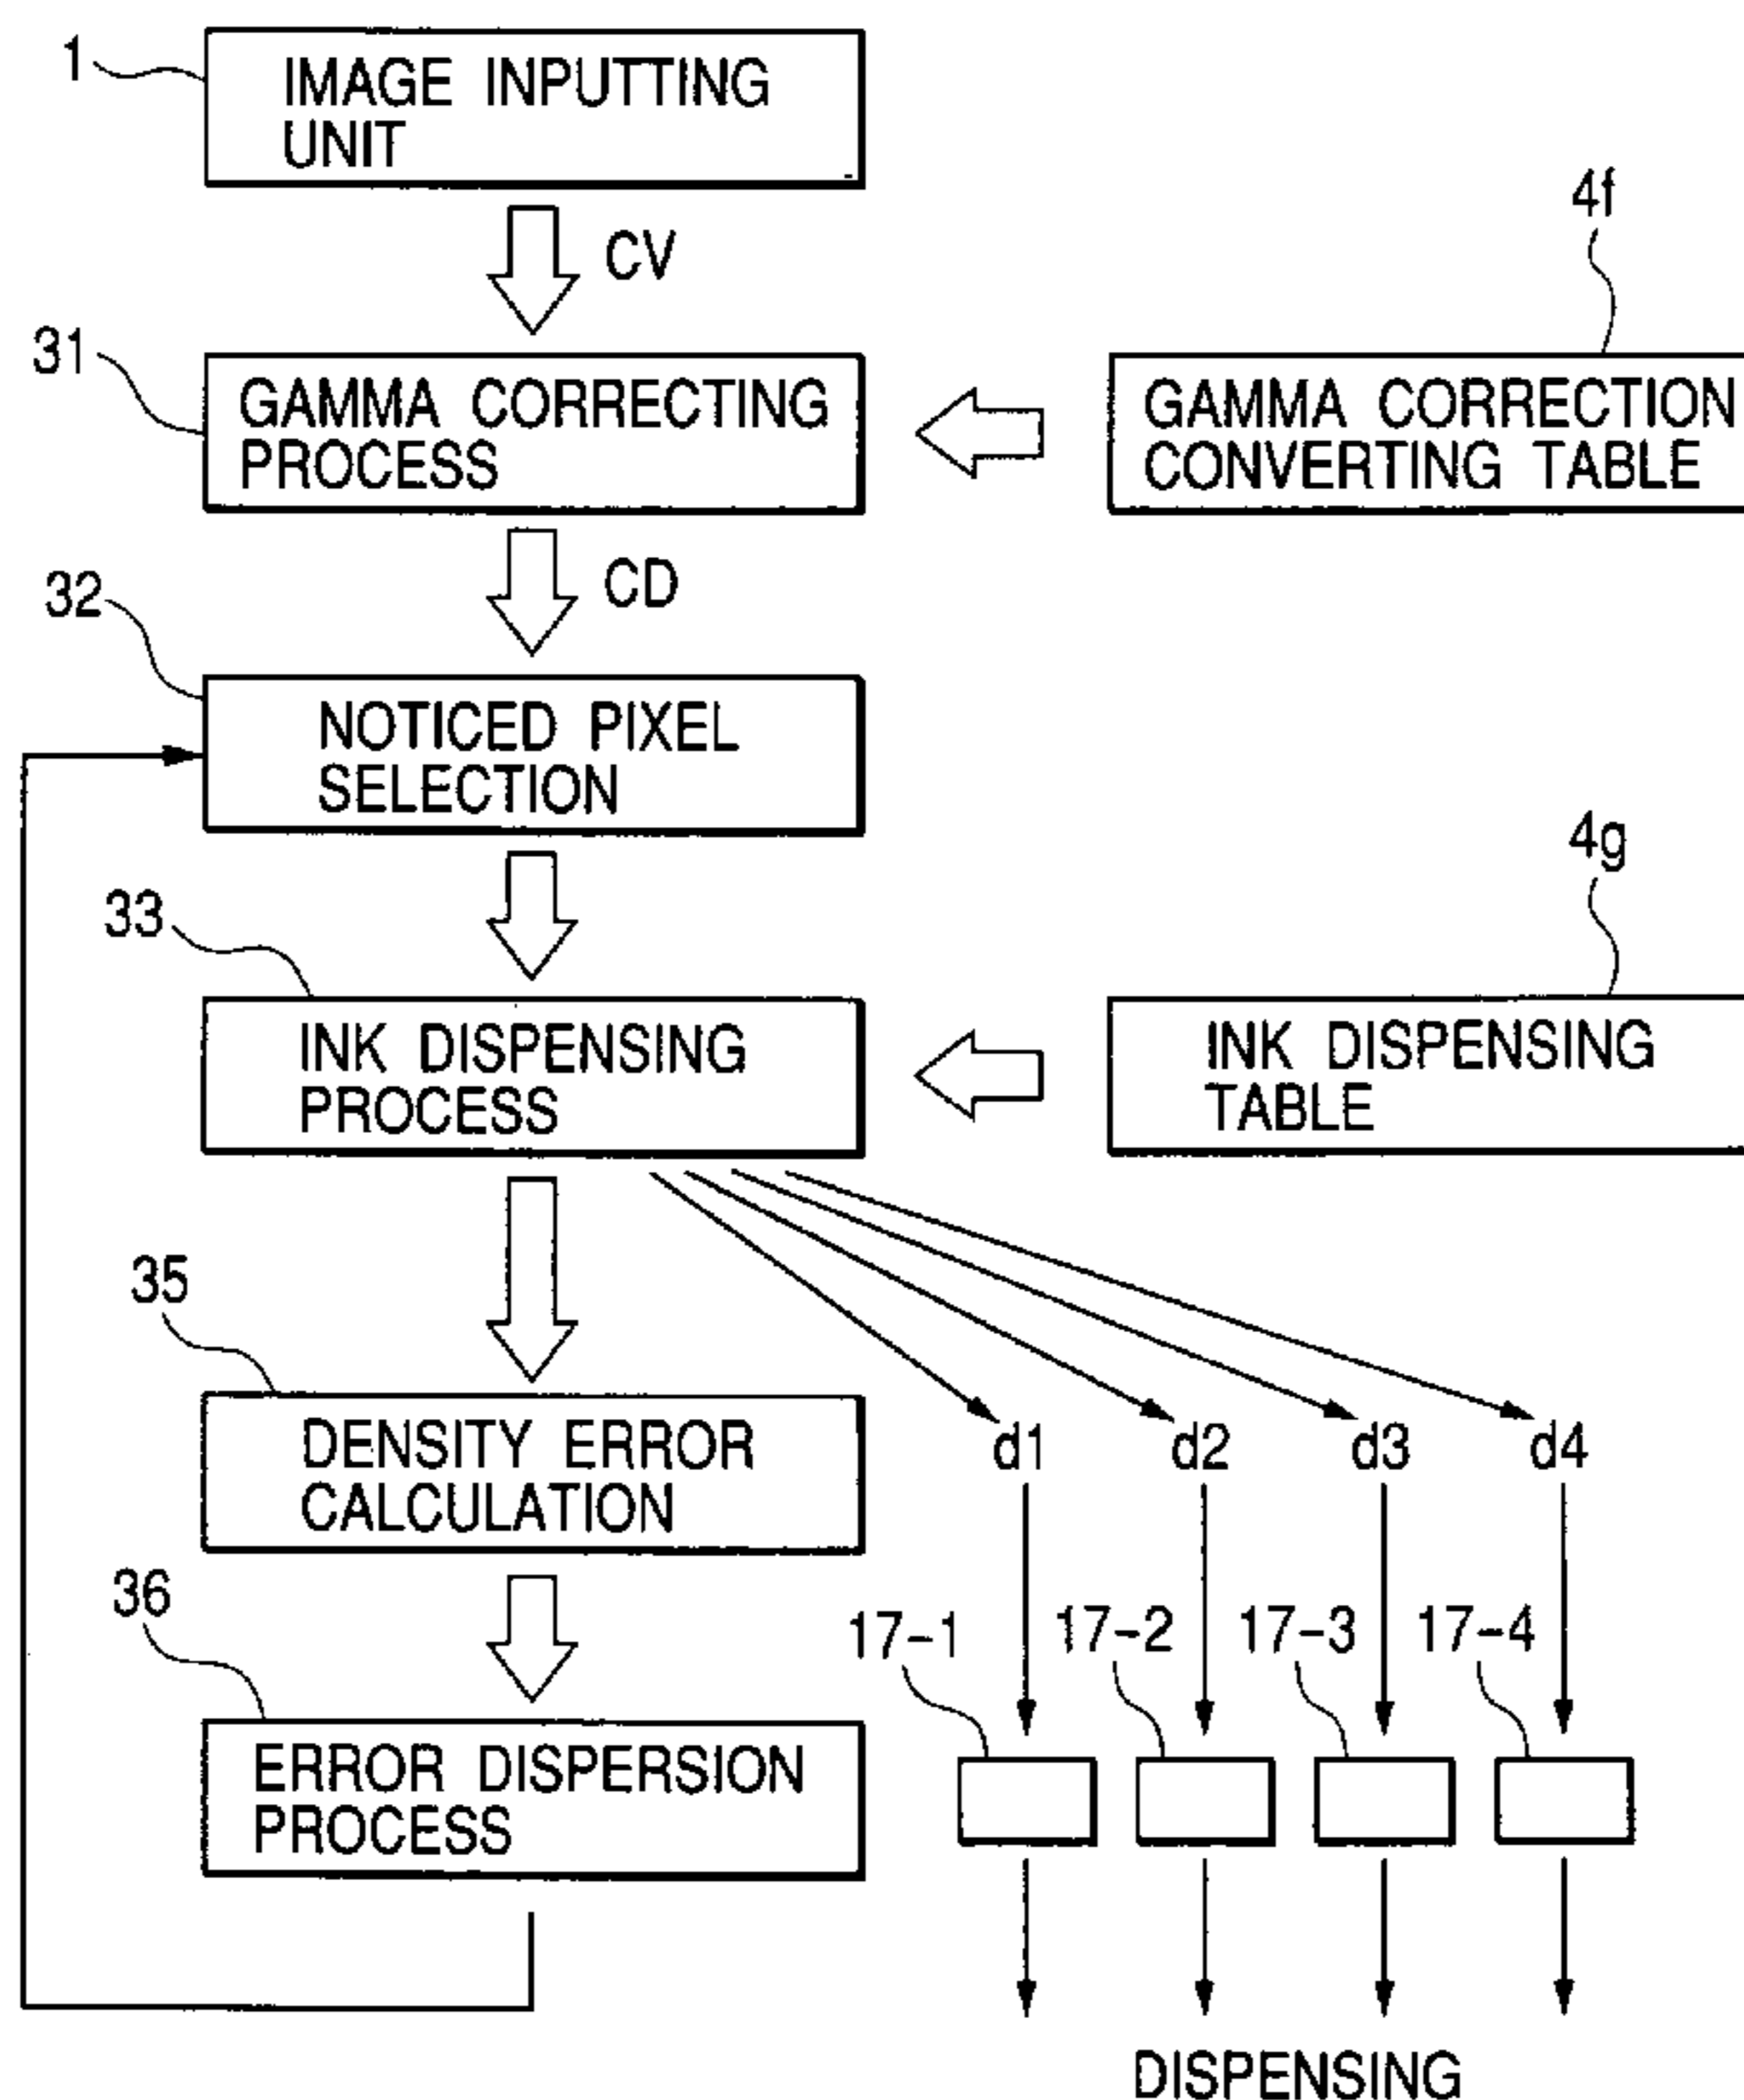 1
IMAGE INPUTTING
UNIT
CV
4f
31
GAMMA CORRECTING
PROCESS
GAMMA CORRECTION
CONVERTING TABLE
CD
32
NOTICED PIXEL
SELECTION
4g
33
INK DISPENSING
PROCESS
INK DISPENSING
TABLE
35
DENSITY ERROR
CALCULATION
d1 d2 d3 d4
36
17-1 17-2 17-3 17-4
ERROR DISPERSION
PROCESS
DISPENSING